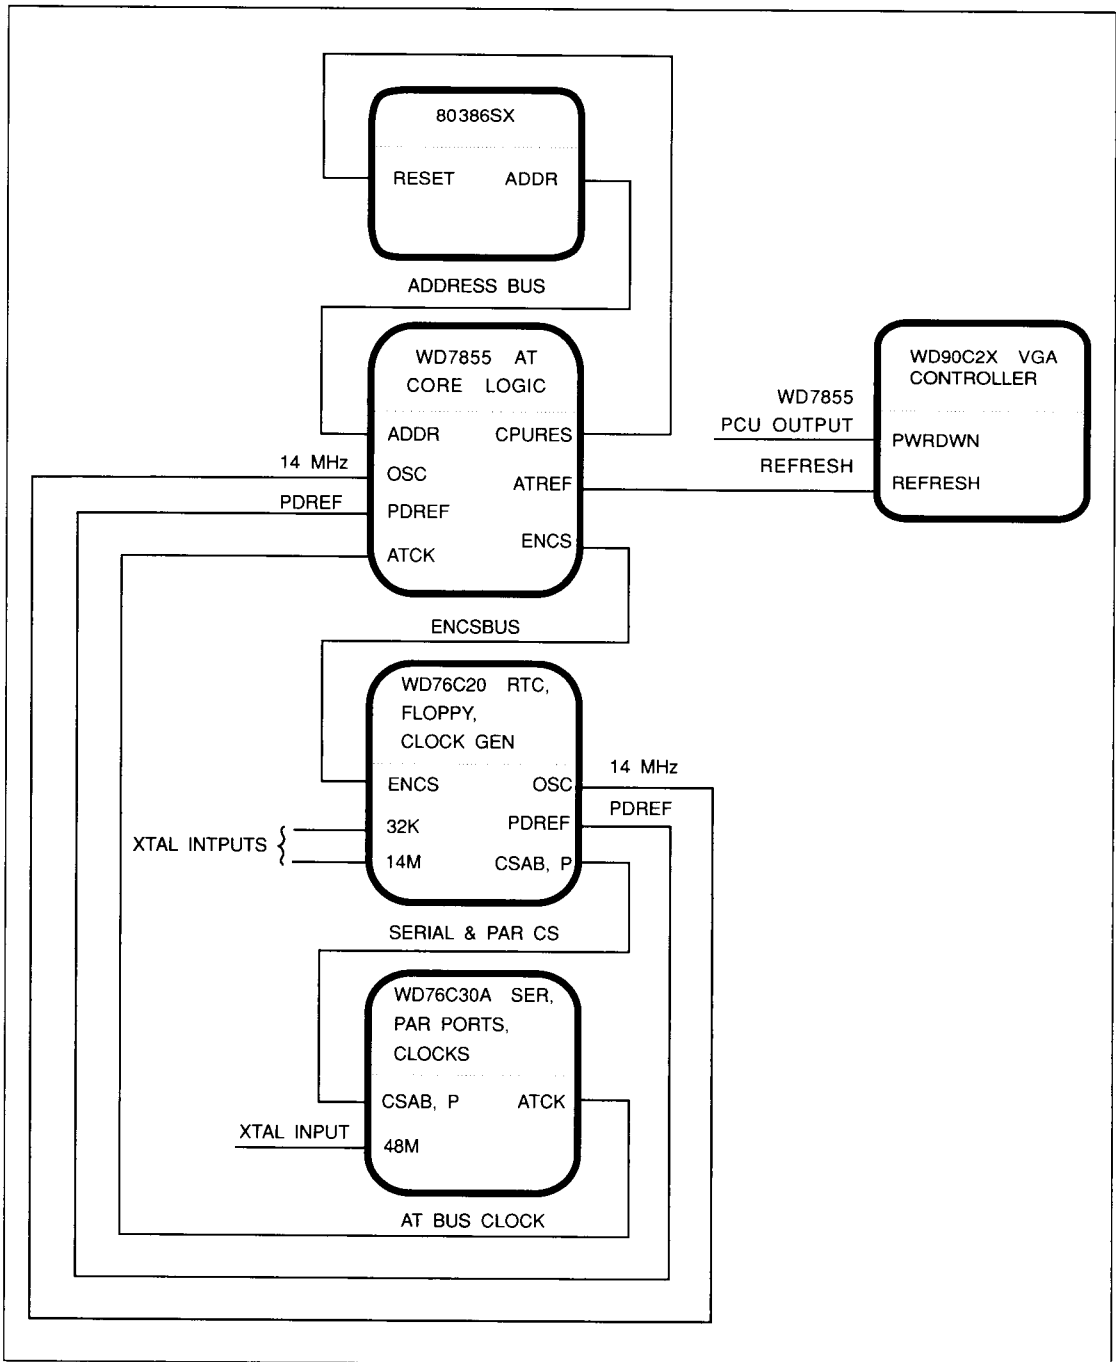 80386SX
RESET ADDR
ADDRESS BUS
WD7855 AT
CORE LOGIC
ADDR CPURES
OSC
ATREF
PDREF
ENCS
ATCK
14 MHz
PDREF
WD7855
PCU OUTPUT
REFRESH
WD90C2X VGA
CONTROLLER
PWRDWN
REFRESH
ENCSBUS
WD76C20 RTC,
FLOPPY,
CLOCK GEN
ENCS OSC
32K PDREF
14M CSAB, P
XTAL INTPUTS
14 MHz
PDREF
SERIAL & PAR CS
WD76C30A SER,
PAR PORTS,
CLOCKS
CSAB, P ATCK
48M
XTAL INPUT
AT BUS CLOCK